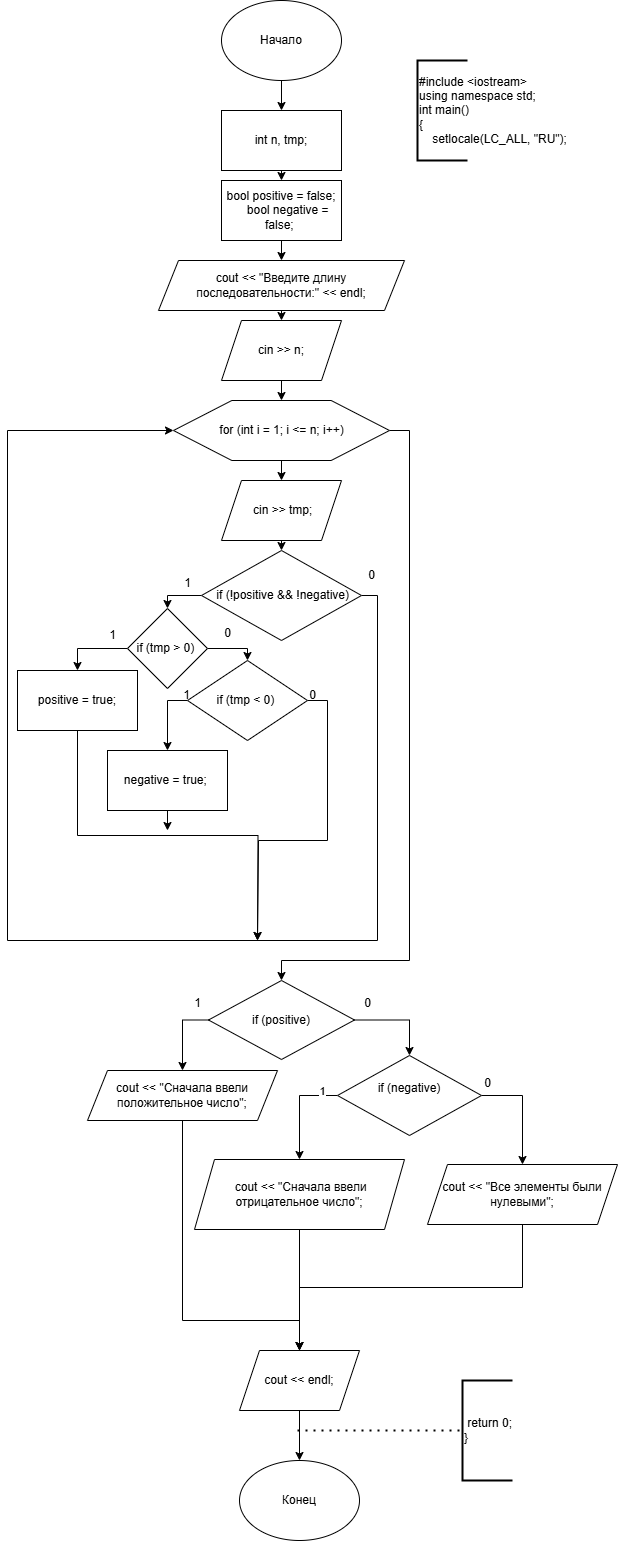 Начало
#include <iostream>
using namespace std;
int main()
{
setlocale(LC_ALL, "RU");
int n, tmp;
bool positive = false;
bool negative =
false;
cout << "Введите длину
последовательности:" << endl;
cin >> n;
for (int i = 1; i <= n; i++)
cin >> tmp;
if (!positive && !negative)
1
0
if (tmp > 0)
1
0
positive = true;
if (tmp < 0)
1
0
negative = true;
if (positive)
1
0
cout << "Сначала ввели
положительное число";
if (negative)
1
0
cout << "Сначала ввели
отрицательное число";
cout << "Все элементы были
нулевыми";
cout << endl;
return 0;
}
Конец